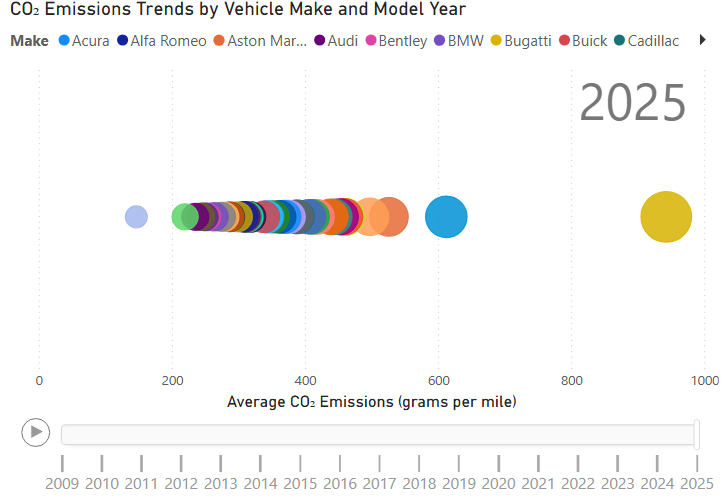 CO₂ Emissions Trends by Vehicle Make and Model Year
Make Acura Alfa Romeo Aston Mar... Audi Bentley BMW Bugatti Buick Cadillac
2025
0 200 400 600 800 1000
Average CO₂ Emissions (grams per mile)
2009 2010 2011 2012 2013 2014 2015 2016 2017 2018 2019 2020 2021 2022 2023 2024 2025